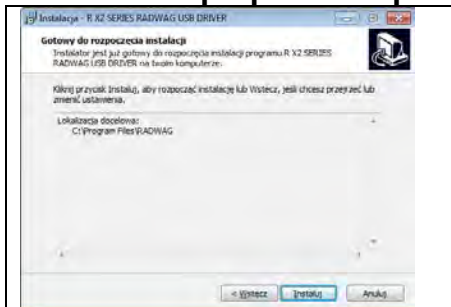 Instalacja - R X2 SERIES RADWAG USB DRIVER
Gotowy do rozpoczęcia instalacji
Instalator jest już gotowy do rozpoczęcia instalacji programu R X2 SERIES
RADWAG USB DRIVER na twoim komputerze.
Kliknij przycisk Instaluj, aby rozpocząć instalację lub Wstecz, jeśli chcesz przejrzeć lub
zmienić ustawienia.
Lokalizacja docelowa:
C:\Program Files\RADWAG
< Wstecz Instaluj Anuluj